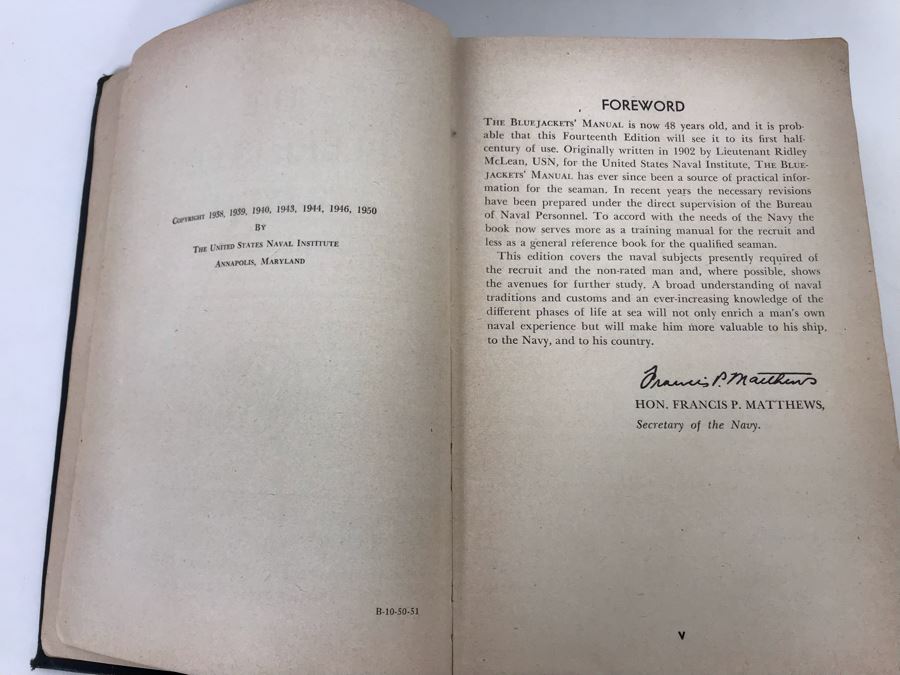 Copyright 1938, 1939, 1940, 1943, 1944, 1946, 1950
By
The United States Naval Institute
Annapolis, Maryland
B-10-50-51
FOREWORD
The Bluejackets' Manual is now 48 years old, and it is prob-
able that this Fourteenth Edition will see it to its first half-
century of use. Originally written in 1902 by Lieutenant Ridley
McLean, USN, for the United States Naval Institute, The Blue-
jackets' Manual has ever since been a source of practical infor-
mation for the seaman. In recent years the necessary revisions
have been prepared under the direct supervision of the Bureau
of Naval Personnel. To accord with the needs of the Navy the
book now serves more as a training manual for the recruit and
less as a general reference book for the qualified seaman.
This edition covers the naval subjects presently required of
the recruit and the non-rated man and, where possible, shows
the avenues for further study. A broad understanding of naval
traditions and customs and an ever-increasing knowledge of the
different phases of life at sea will not only enrich a man's own
naval experience but will make him more valuable to his ship,
to the Navy, and to his country.
Francis P. Matthews
HON. FRANCIS P. MATTHEWS,
Secretary of the Navy.
V